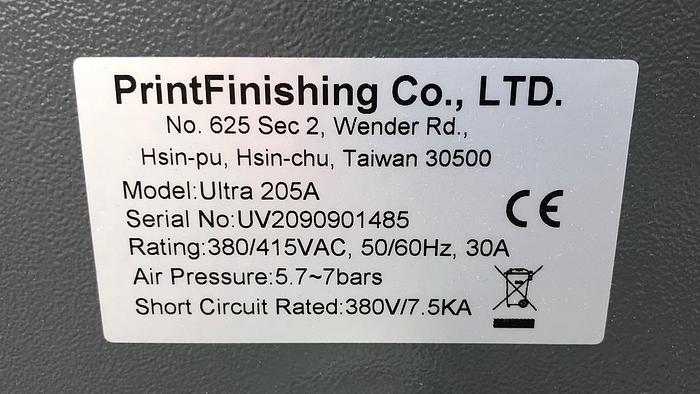 PrintFinishing Co., LTD.
No. 625 Sec 2, Wender Rd.,
Hsin-pu, Hsin-chu, Taiwan 30500
Model:Ultra 205A
Serial No:UV2090901485
CE
Rating:380/415VAC, 50/60Hz, 30A
Air Pressure:5.7~7bars
Short Circuit Rated:380V/7.5KA